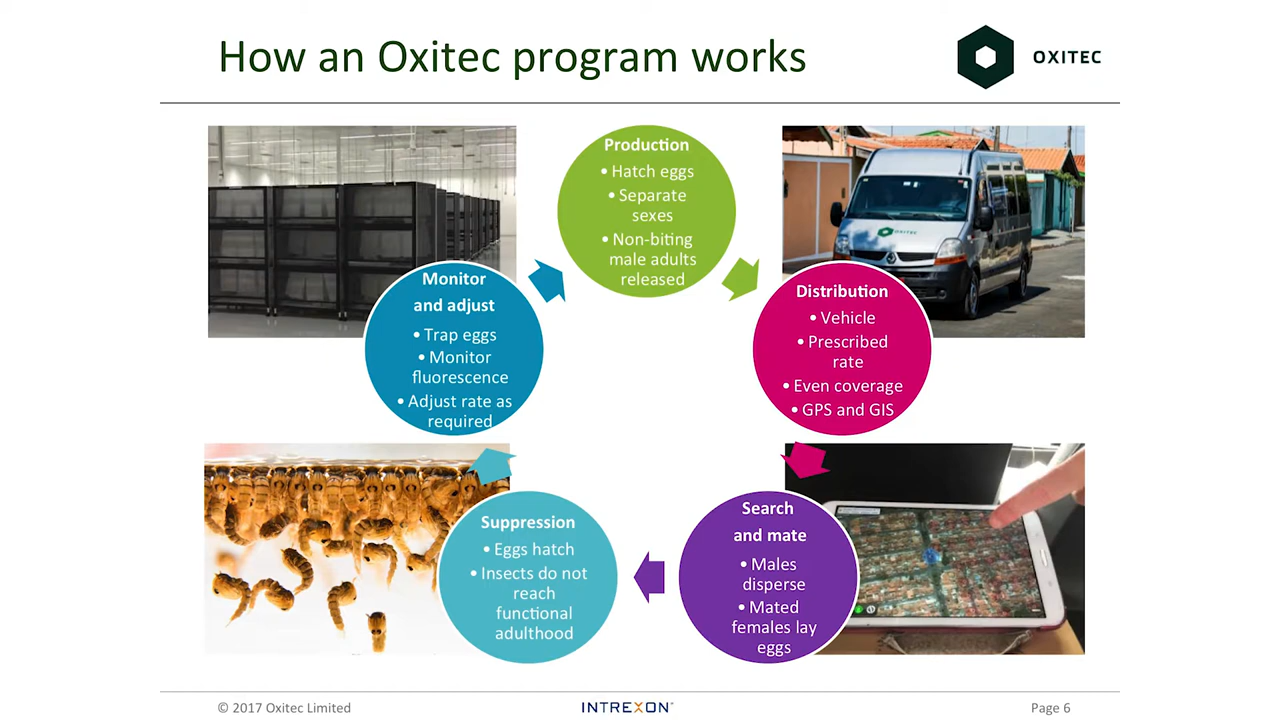 How an Oxitec program works
OXITEC
Production
• Hatch eggs
• Separate
sexes
• Non-biting
male adults
released
OXITEC
Distribution
• Vehicle
• Prescribed
rate
• Even coverage
• GPS and GIS
Search
and mate
• Males
disperse
• Mated
females lay
eggs
Suppression
• Eggs hatch
• Insects do not
reach
functional
adulthood
Monitor
and adjust
• Trap eggs
• Monitor
fluorescence
• Adjust rate as
required
© 2017 Oxitec Limited
INTREXON
Page 6